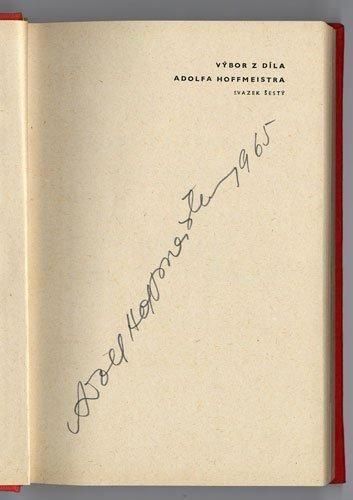 VÝBOR Z DÍLA
ADOLFA HOFFMEISTRA
SVAZEK ŠESTÝ
Adolf Hoffmeister 1965